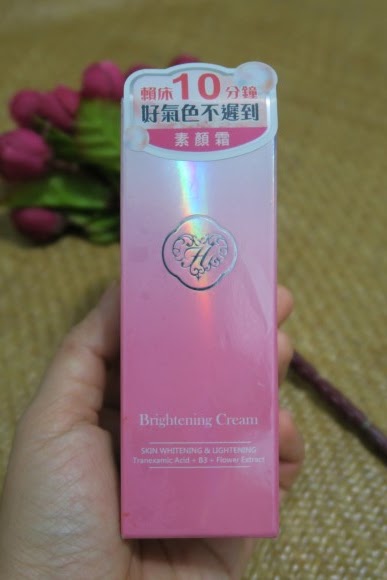 賴床10分鐘
好氣色不遲到
素顏霜
H
Brightening Cream
SKIN WHITENING & LIGHTENING
Tranexamic Acid + B3 + Flower Extract